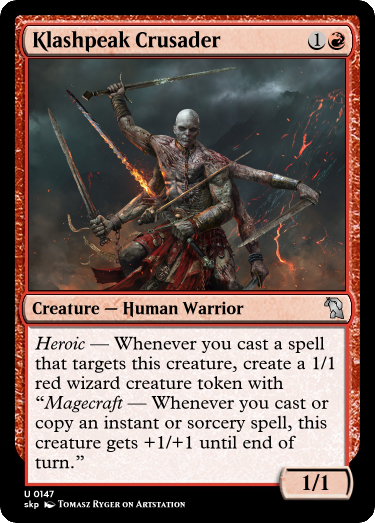 Klashpeak Crusader 1
Creature — Human Warrior
Heroic — Whenever you cast a spell
that targets this creature, create a 1/1
red wizard creature token with
“Magecraft — Whenever you cast or
copy an instant or sorcery spell, this
creature gets +1/+1 until end of
turn.”
1/1
U 0147
skp Tomasz Ryger on Artstation